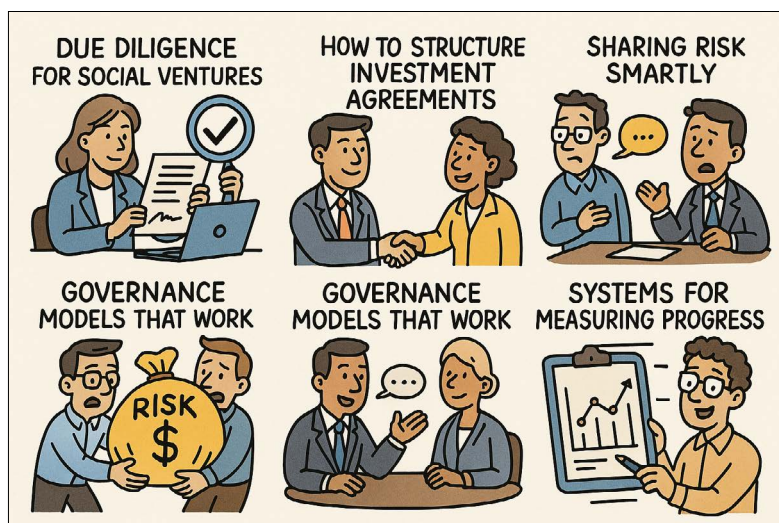 DUE DILIGENCE
FOR SOCIAL VENTURES
HOW TO STRUCTURE
INVESTMENT
AGREEMENTS
SHARING RISK
SMARTLY
GOVERNANCE
MODELS THAT WORK
RISK
$
GOVERNANCE
MODELS THAT WORK
SYSTEMS FOR
MEASURING PROGRESS